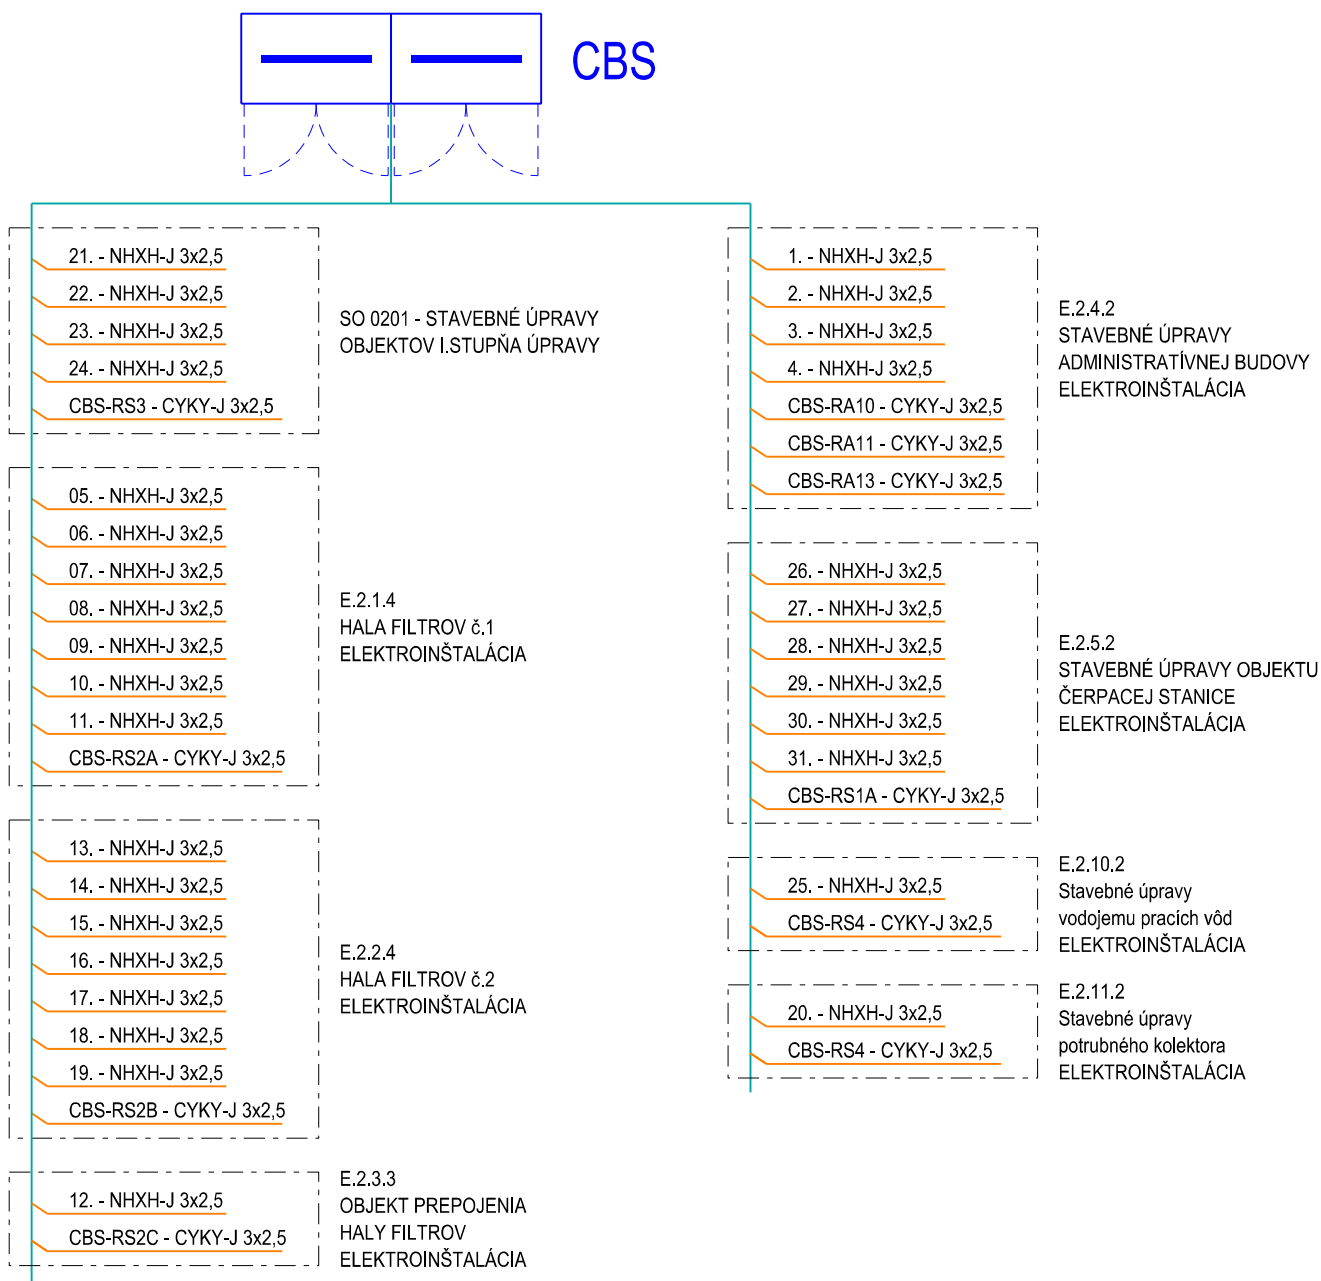 CBS
21. - NHXH-J 3x2,5
22. - NHXH-J 3x2,5
23. - NHXH-J 3x2,5
24. - NHXH-J 3x2,5
CBS-RS3 - CYKY-J 3x2,5
SO 0201 - STAVEBNÉ ÚPRAVY
OBJEKTOV I.STUPŇA ÚPRAVY
05. - NHXH-J 3x2,5
06. - NHXH-J 3x2,5
07. - NHXH-J 3x2,5
08. - NHXH-J 3x2,5
09. - NHXH-J 3x2,5
10. - NHXH-J 3x2,5
11. - NHXH-J 3x2,5
CBS-RS2A - CYKY-J 3x2,5
E.2.1.4
HALA FILTROV č.1
ELEKTROINŠTALÁCIA
13. - NHXH-J 3x2,5
14. - NHXH-J 3x2,5
15. - NHXH-J 3x2,5
16. - NHXH-J 3x2,5
17. - NHXH-J 3x2,5
18. - NHXH-J 3x2,5
19. - NHXH-J 3x2,5
CBS-RS2B - CYKY-J 3x2,5
E.2.2.4
HALA FILTROV č.2
ELEKTROINŠTALÁCIA
12. - NHXH-J 3x2,5
CBS-RS2C - CYKY-J 3x2,5
E.2.3.3
OBJEKT PREPOJENIA
HALY FILTROV
ELEKTROINŠTALÁCIA
1. - NHXH-J 3x2,5
2. - NHXH-J 3x2,5
3. - NHXH-J 3x2,5
4. - NHXH-J 3x2,5
CBS-RA10 - CYKY-J 3x2,5
CBS-RA11 - CYKY-J 3x2,5
CBS-RA13 - CYKY-J 3x2,5
E.2.4.2
STAVEBNÉ ÚPRAVY
ADMINISTRATÍVNEJ BUDOVY
ELEKTROINŠTALÁCIA
26. - NHXH-J 3x2,5
27. - NHXH-J 3x2,5
28. - NHXH-J 3x2,5
29. - NHXH-J 3x2,5
30. - NHXH-J 3x2,5
31. - NHXH-J 3x2,5
CBS-RS1A - CYKY-J 3x2,5
E.2.5.2
STAVEBNÉ ÚPRAVY OBJEKTU
ČERPACEJ STANICE
ELEKTROINŠTALÁCIA
25. - NHXH-J 3x2,5
CBS-RS4 - CYKY-J 3x2,5
E.2.10.2
Stavebné úpravy
vodojemu pracích vôd
ELEKTROINŠTALÁCIA
20. - NHXH-J 3x2,5
CBS-RS4 - CYKY-J 3x2,5
E.2.11.2
Stavebné úpravy
potrubného kolektora
ELEKTROINŠTALÁCIA